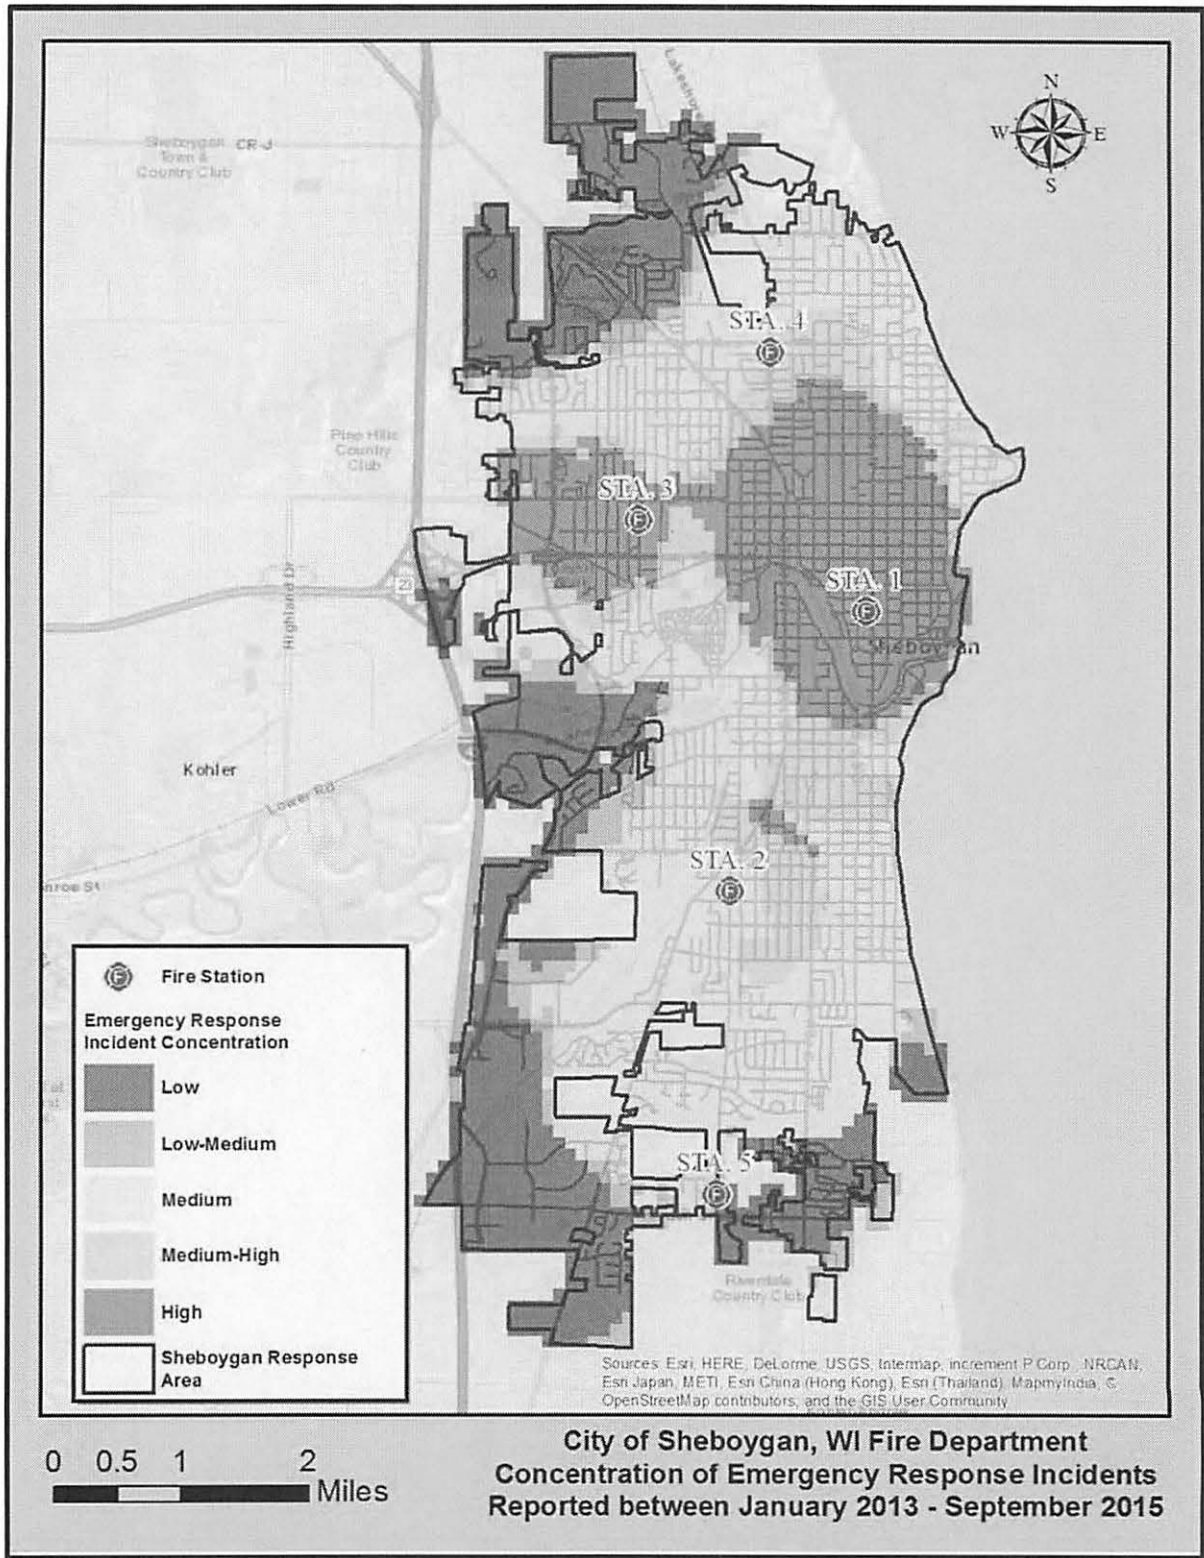 Lakeshore
N
W E
S
Sheboygan
Town &
Country Club
CR-J
STA. 4
Pine Hills
Country
Club
STA. 3
23
Highland Dr
STA. 1
Sheboygan
Kohler
Lower Rd
STA. 2
Fire Station
Emergency Response
Incident Concentration
Low
Low-Medium
Medium
Medium-High
High
Sheboygan Response
Area
STA. 5
Riverdale
Country Club
Sources: Esri, HERE, DeLorme, USGS, Intermap, increment P Corp., NRCAN,
Esri Japan, METI, Esri China (Hong Kong), Esri (Thailand), MapmyIndia, ©
OpenStreetMap contributors, and the GIS User Community
0 0.5 1 2
Miles
City of Sheboygan, WI Fire Department
Concentration of Emergency Response Incidents
Reported between January 2013 - September 2015